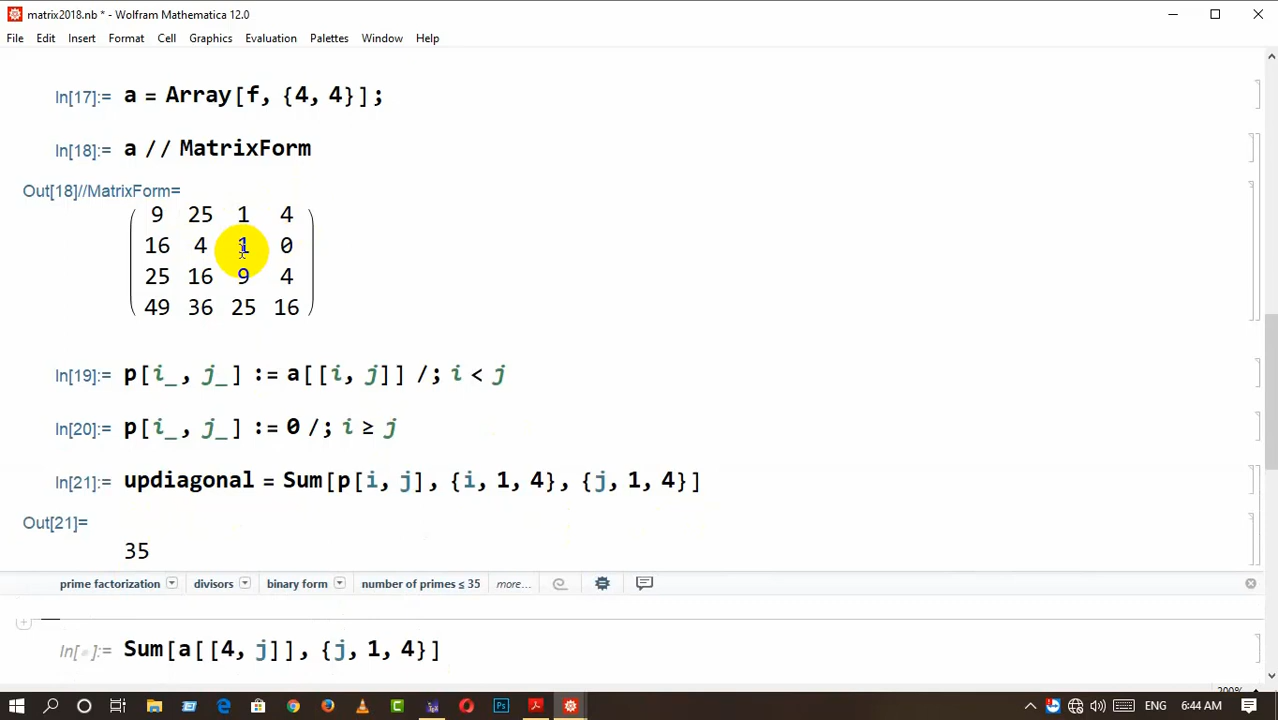 matrix2018.nb * - Wolfram Mathematica 12.0
File Edit Insert Format Cell Graphics Evaluation Palettes Window Help
In[17]:= a = Array[f, {4, 4}];
In[18]:= a // MatrixForm
Out[18]//MatrixForm=
9 25 1 4
16 4 1 0
25 16 9 4
49 36 25 16
In[19]:= p[i_, j_] := a[[i, j]] /; i < j
In[20]:= p[i_, j_] := 0 /; i ≥ j
In[21]:= updiagonal = Sum[p[i, j], {i, 1, 4}, {j, 1, 4}]
Out[21]=
35
prime factorization divisors binary form number of primes ≤ 35 more...
In[ ]:= Sum[a[[4, j]], {j, 1, 4}]
200%
ENG 6:44 AM